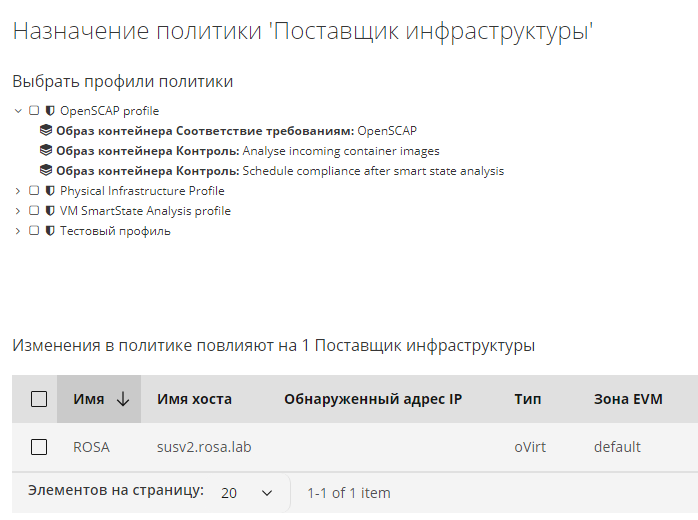 Назначение политики 'Поставщик инфраструктуры'
Выбрать профили политики
OpenSCAP profile
Образ контейнера Соответствие требованиям: OpenSCAP
Образ контейнера Контроль: Analyse incoming container images
Образ контейнера Контроль: Schedule compliance after smart state analysis
Physical Infrastructure Profile
VM SmartState Analysis profile
Тестовый профиль
Изменения в политике повлияют на 1 Поставщик инфраструктуры
Имя Имя хоста Обнаруженный адрес IP Тип Зона EVM
ROSA susv2.rosa.lab oVirt default
Элементов на страницу: 20 1-1 of 1 item